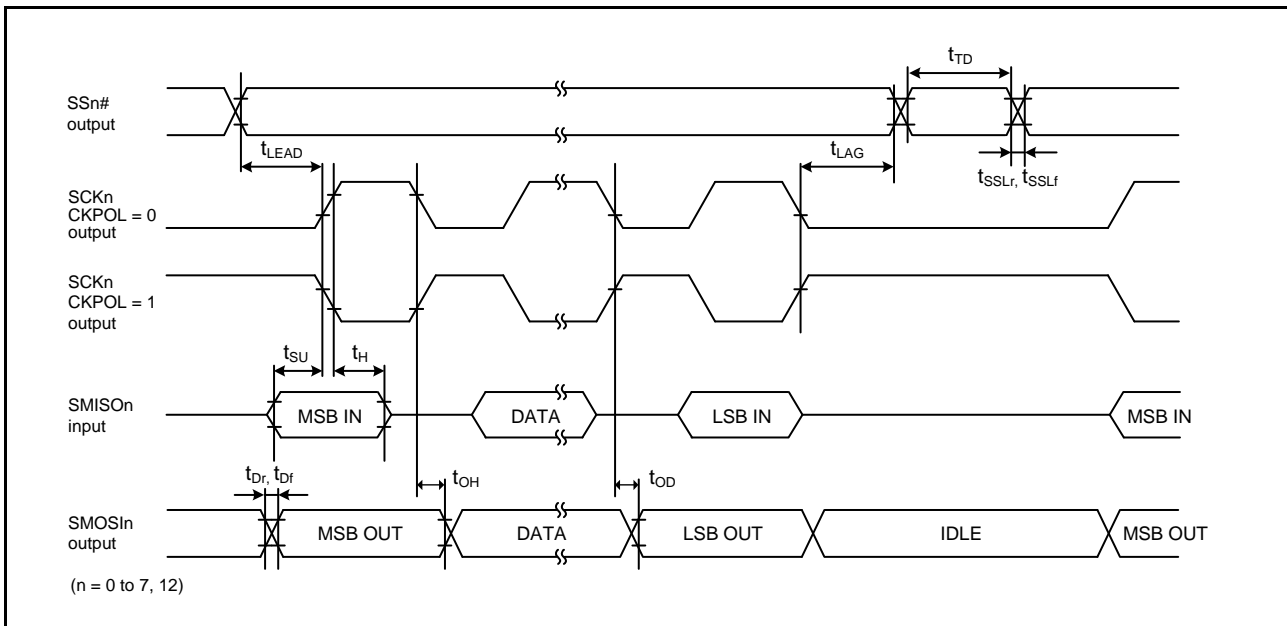 tTD
SSn#
output
tLEAD
tLAG
tSSLr, tSSLf
SCKn
CKPOL = 0
output
SCKn
CKPOL = 1
output
tSU
tH
SMISOn
input
MSB IN
DATA
LSB IN
MSB IN
tDr, tDf
tOH
tOD
SMOSIn
output
MSB OUT
DATA
LSB OUT
IDLE
MSB OUT
(n = 0 to 7, 12)